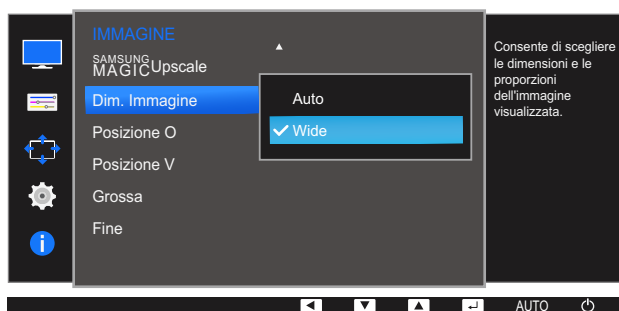 IMMAGINE
SAMSUNG
MAGICUpscale
Dim. Immagine
Posizione O
Posizione V
Grossa
Fine
Auto
Wide
Consente di scegliere
le dimensioni e le
proporzioni
dell'immagine
visualizzata.
AUTO